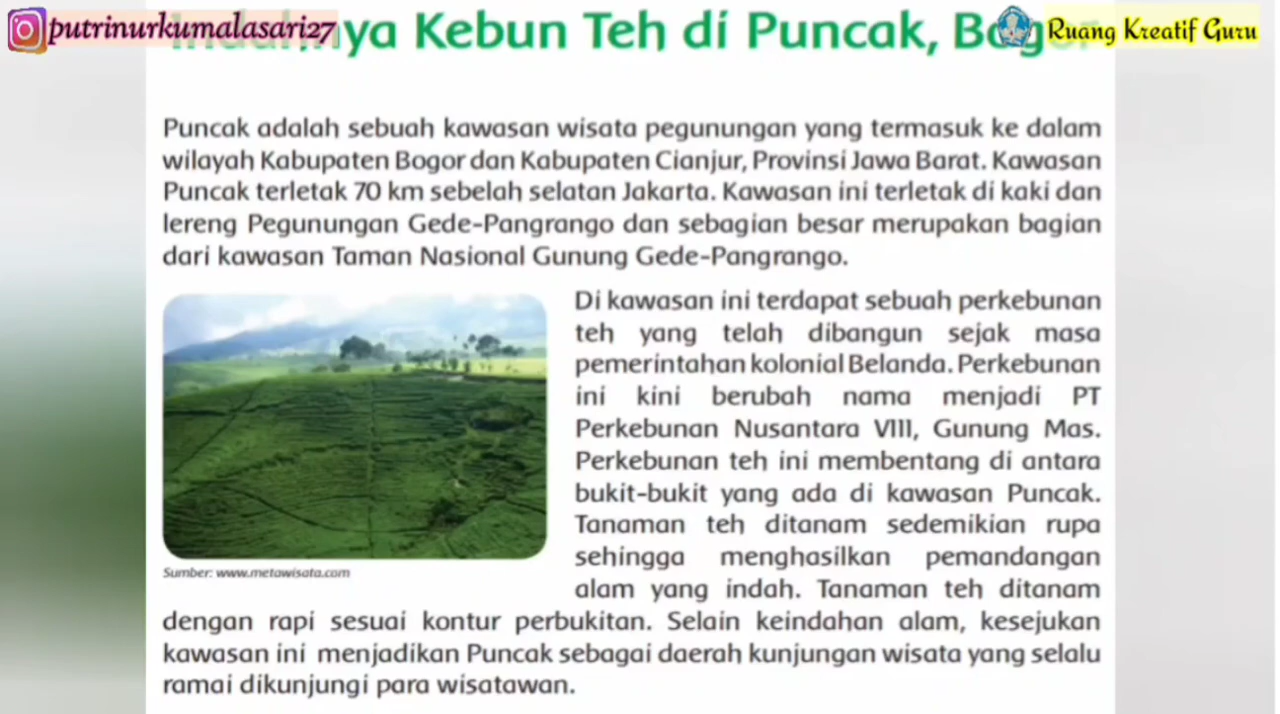 putrinurkumalasari27
Kebun Teh di Puncak,
Ruang Kreatif Guru
Puncak adalah sebuah kawasan wisata pegunungan yang termasuk ke dalam
wilayah Kabupaten Bogor dan Kabupaten Cianjur, Provinsi Jawa Barat. Kawasan
Puncak terletak 70 km sebelah selatan Jakarta. Kawasan ini terletak di kaki dan
lereng Pegunungan Gede-Pangrango dan sebagian besar merupakan bagian
dari kawasan Taman Nasional Gunung Gede-Pangrango.
Di kawasan ini terdapat sebuah perkebunan
teh yang telah dibangun sejak masa
pemerintahan kolonial Belanda. Perkebunan
ini kini berubah nama menjadi PT
Perkebunan Nusantara VIII, Gunung Mas.
Perkebunan teh ini membentang di antara
bukit-bukit yang ada di kawasan Puncak.
Tanaman teh ditanam sedemikian rupa
sehingga menghasilkan pemandangan
alam yang indah. Tanaman teh ditanam
dengan rapi sesuai kontur perbukitan. Selain keindahan alam, kesejukan
kawasan ini menjadikan Puncak sebagai daerah kunjungan wisata yang selalu
ramai dikunjungi para wisatawan.
Sumber: www.metawisata.com